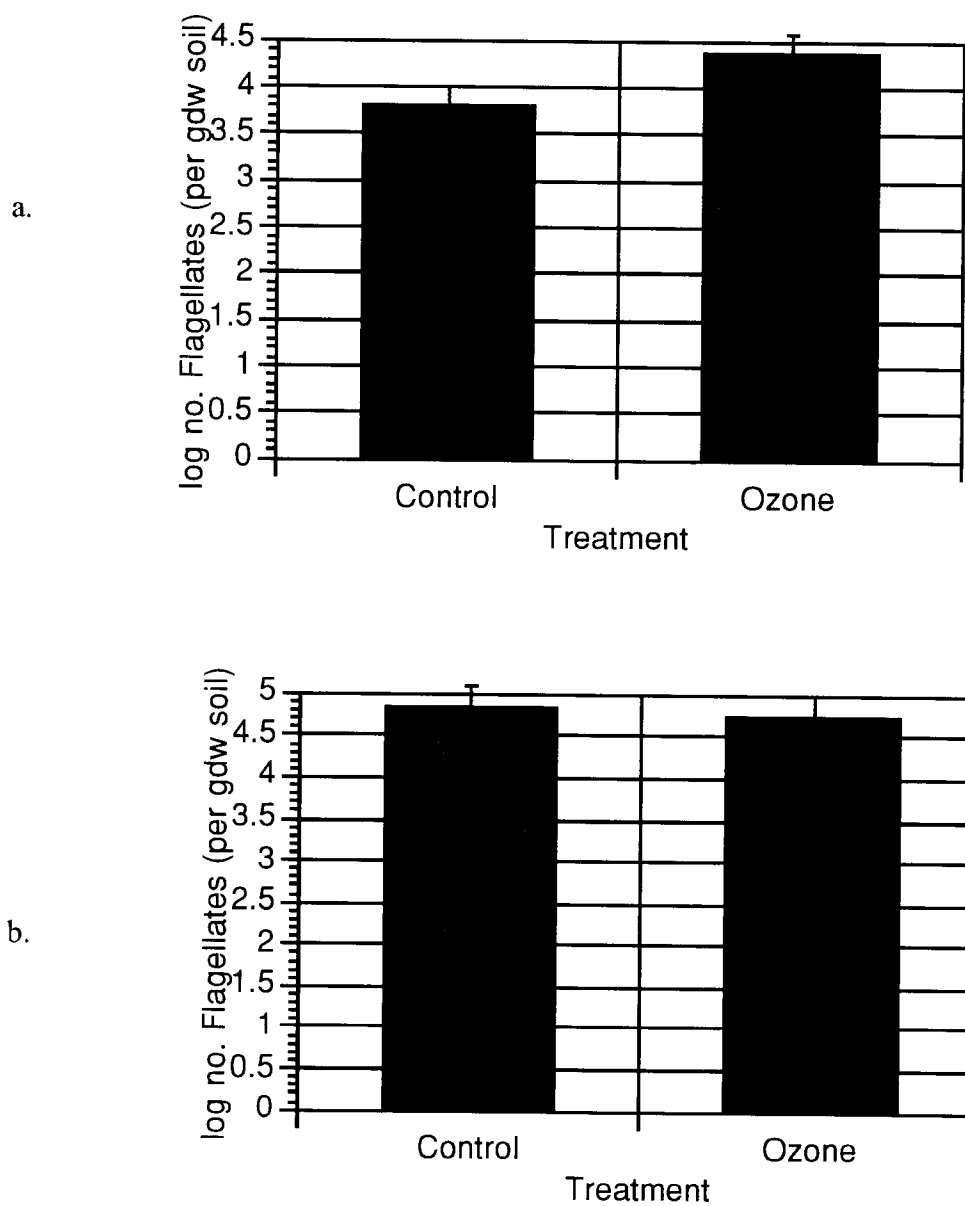 a.
log no. Flagellates (per gdw soil)
4.5
4
3.5
3
2.5
2
1.5
1
0.5
0
Control Ozone
Treatment
b.
log no. Flagellates (per gdw soil)
5
4.5
4
3.5
3
2.5
2
1.5
1
0.5
0
Control Ozone
Treatment